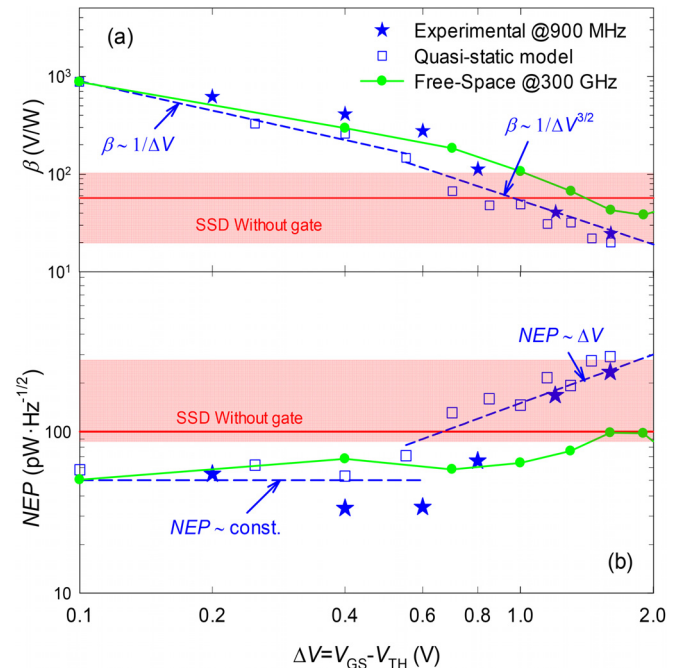 (a)
Experimental @900 MHz
Quasi-static model
Free-Space @300 GHz
10³
10²
10¹
β (V/W)
β ~ 1/ΔV
β ~ 1/ΔV^3/2
SSD Without gate
NEP ~ ΔV
SSD Without gate
NEP ~ const.
(b)
100
10
NEP (pW·Hz^-1/2)
0.1 0.2 0.4 0.6 0.8 1.0 2.0
ΔV=V_GS-V_TH (V)